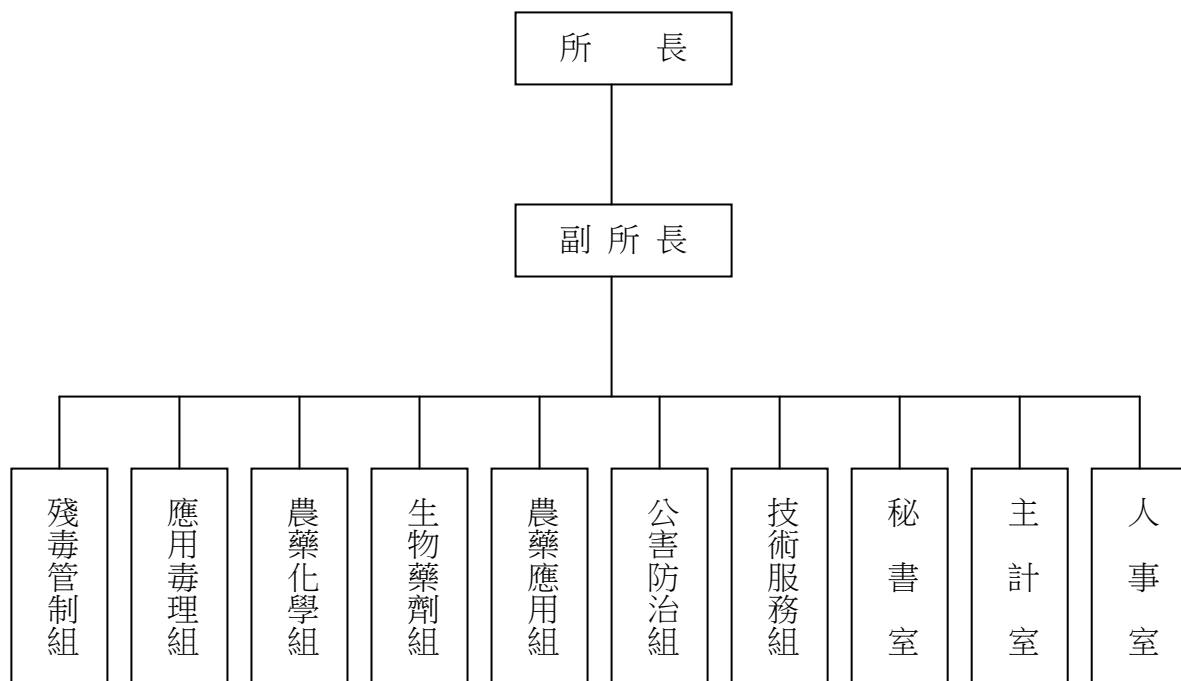 所長
副所長
殘毒管制組
應用毒理組
農藥化學組
生物藥劑組
農藥應用組
公害防治組
技術服務組
秘書室
主計室
人事室